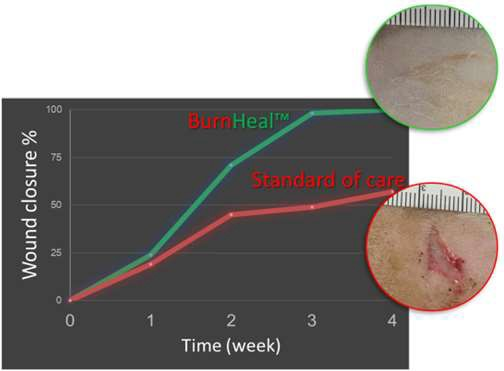 Wound closure %
100
75
50
25
0
BurnHeal™
Standard of care
0 1 2 3 4
Time (week)